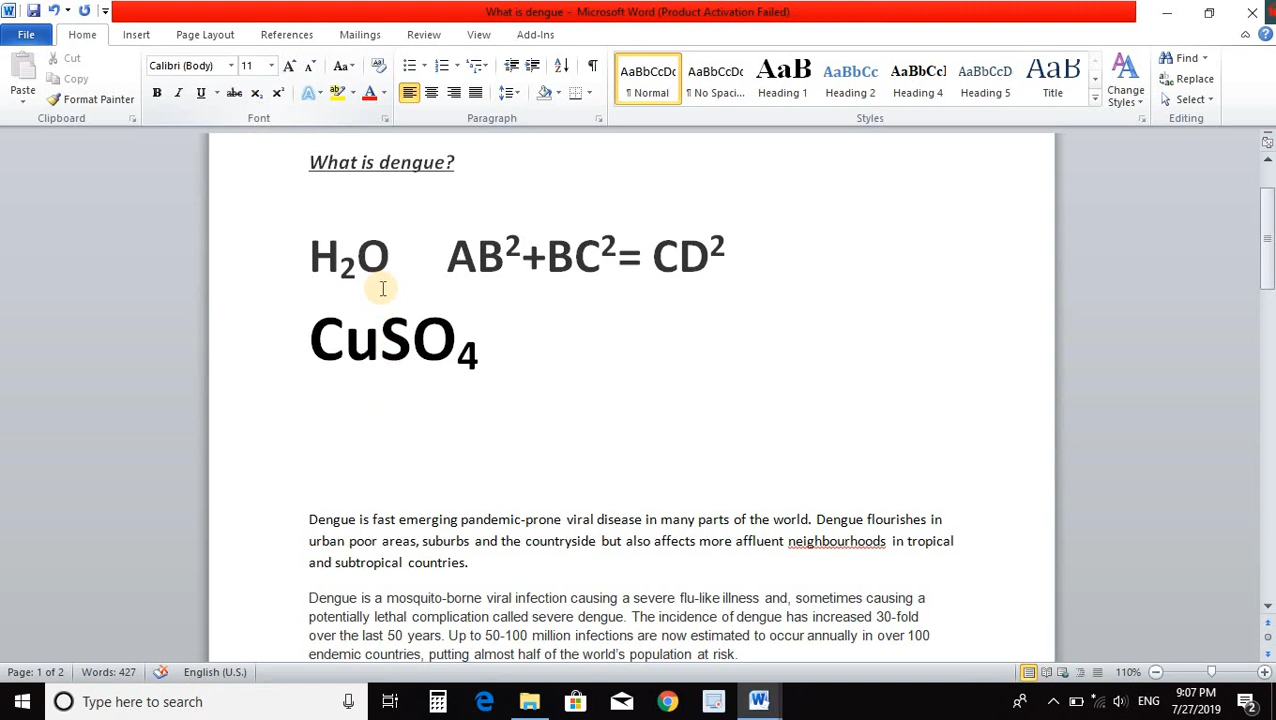 What is dengue - Microsoft Word (Product Activation Failed)
File Home Insert Page Layout References Mailings Review View Add-Ins
Paste
Cut
Copy
Format Painter
Clipboard
Calibri (Body) 11
B I U abc x₂ x²
Font
Paragraph
AaBbCcDc ¶ Normal
AaBbCcDc ¶ No Spaci...
AaB Heading 1
AaBbCc Heading 2
AaBbCcI Heading 4
AaBbCcD Heading 5
AaB Title
Change Styles
Styles
Find
Replace
Select
Editing
What is dengue?
H₂O AB²+BC²= CD²
CuSO₄
Dengue is fast emerging pandemic-prone viral disease in many parts of the world. Dengue flourishes in
urban poor areas, suburbs and the countryside but also affects more affluent neighbourhoods in tropical
and subtropical countries.
Dengue is a mosquito-borne viral infection causing a severe flu-like illness and, sometimes causing a
potentially lethal complication called severe dengue. The incidence of dengue has increased 30-fold
over the last 50 years. Up to 50-100 million infections are now estimated to occur annually in over 100
endemic countries, putting almost half of the world's population at risk.
Page: 1 of 2 Words: 427 English (U.S.) 110%
Type here to search
ENG
9:07 PM
7/27/2019
2